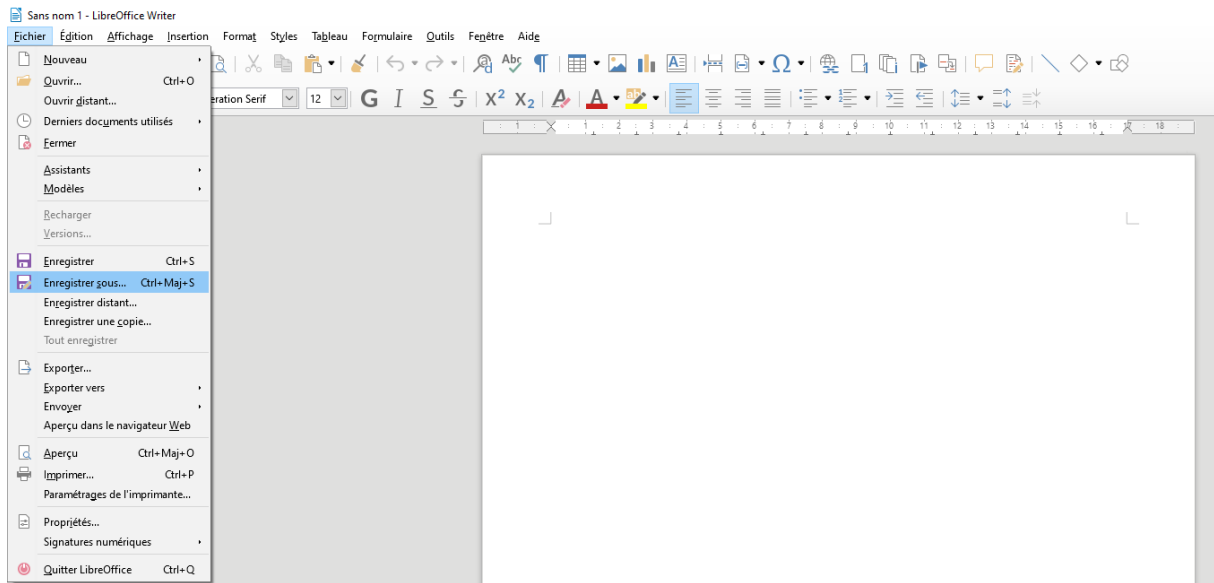 Sans nom 1 - LibreOffice Writer
Fichier Édition Affichage Insertion Format Styles Tableau Formulaire Outils Fenêtre Aide
Nouveau
Ouvrir... Ctrl+O
Ouvrir distant...
Derniers documents utilisés
Fermer
Assistants
Modèles
Recharger
Versions...
Enregistrer Ctrl+S
Enregistrer sous... Ctrl+Maj+S
Enregistrer distant...
Enregistrer une copie...
Tout enregistrer
Exporter...
Exporter vers
Envoyer
Aperçu dans le navigateur Web
Aperçu Ctrl+Maj+O
Imprimer... Ctrl+P
Paramétrages de l'imprimante...
Propriétés...
Signatures numériques
Quitter LibreOffice Ctrl+Q
Abc
eration Serif 12 G I S S X² X₂ A A
1 1 2 3 4 5 6 7 8 9 10 11 12 13 14 15 16 17 18